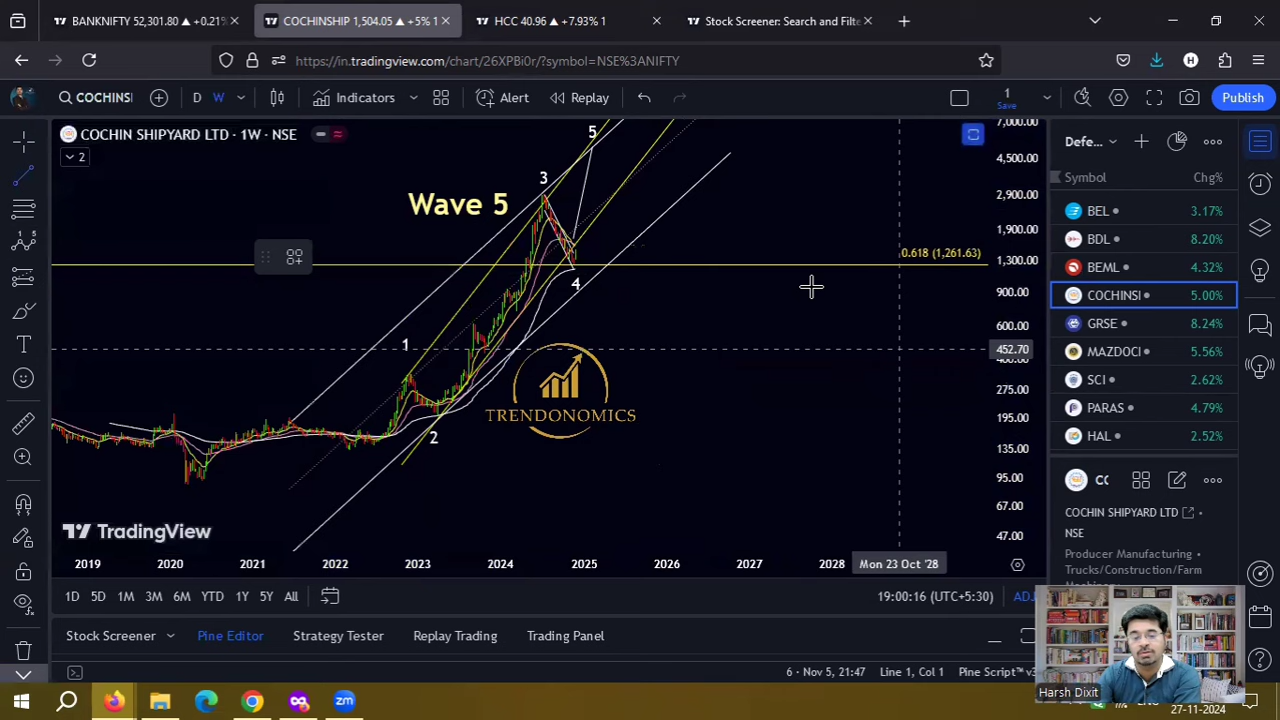 BANKNIFTY 52,301.80 ▲ +0.21%
COCHINSHIP 1,504.05 ▲ +5% 1
HCC 40.96 ▲ +7.93% 1
Stock Screener: Search and Filte
https://in.tradingview.com/chart/26XPBi0r/?symbol=NSE%3ANIFTY
COCHINSI
D
W
Indicators
Alert
Replay
1
Save
Publish
COCHIN SHIPYARD LTD · 1W · NSE
2
7,000.00
4,500.00
2,900.00
1,900.00
1,300.00
900.00
600.00
452.70
275.00
195.00
135.00
95.00
67.00
47.00
Wave 5
1
2
3
4
5
0.618 (1,261.63)
TRENDONOMICS
TradingView
2019
2020
2021
2022
2023
2024
2025
2026
2027
2028
Mon 23 Oct '28
Defe...
Symbol
Chg%
BEL
3.17%
BDL
8.20%
BEML
4.32%
COCHINSI
5.00%
GRSE
8.24%
MAZDOCI
5.56%
SCI
2.62%
PARAS
4.79%
HAL
2.52%
COCHIN SHIPYARD LTD
NSE
Producer Manufacturing •
Trucks/Construction/Farm
1D 5D 1M 3M 6M YTD 1Y 5Y All
19:00:16 (UTC+5:30)
ADJ
Stock Screener
Pine Editor
Strategy Tester
Replay Trading
Trading Panel
6 • Nov 5, 21:47
Line 1, Col 1
Pine Script™ v3
Harsh Dixit
27-11-2024